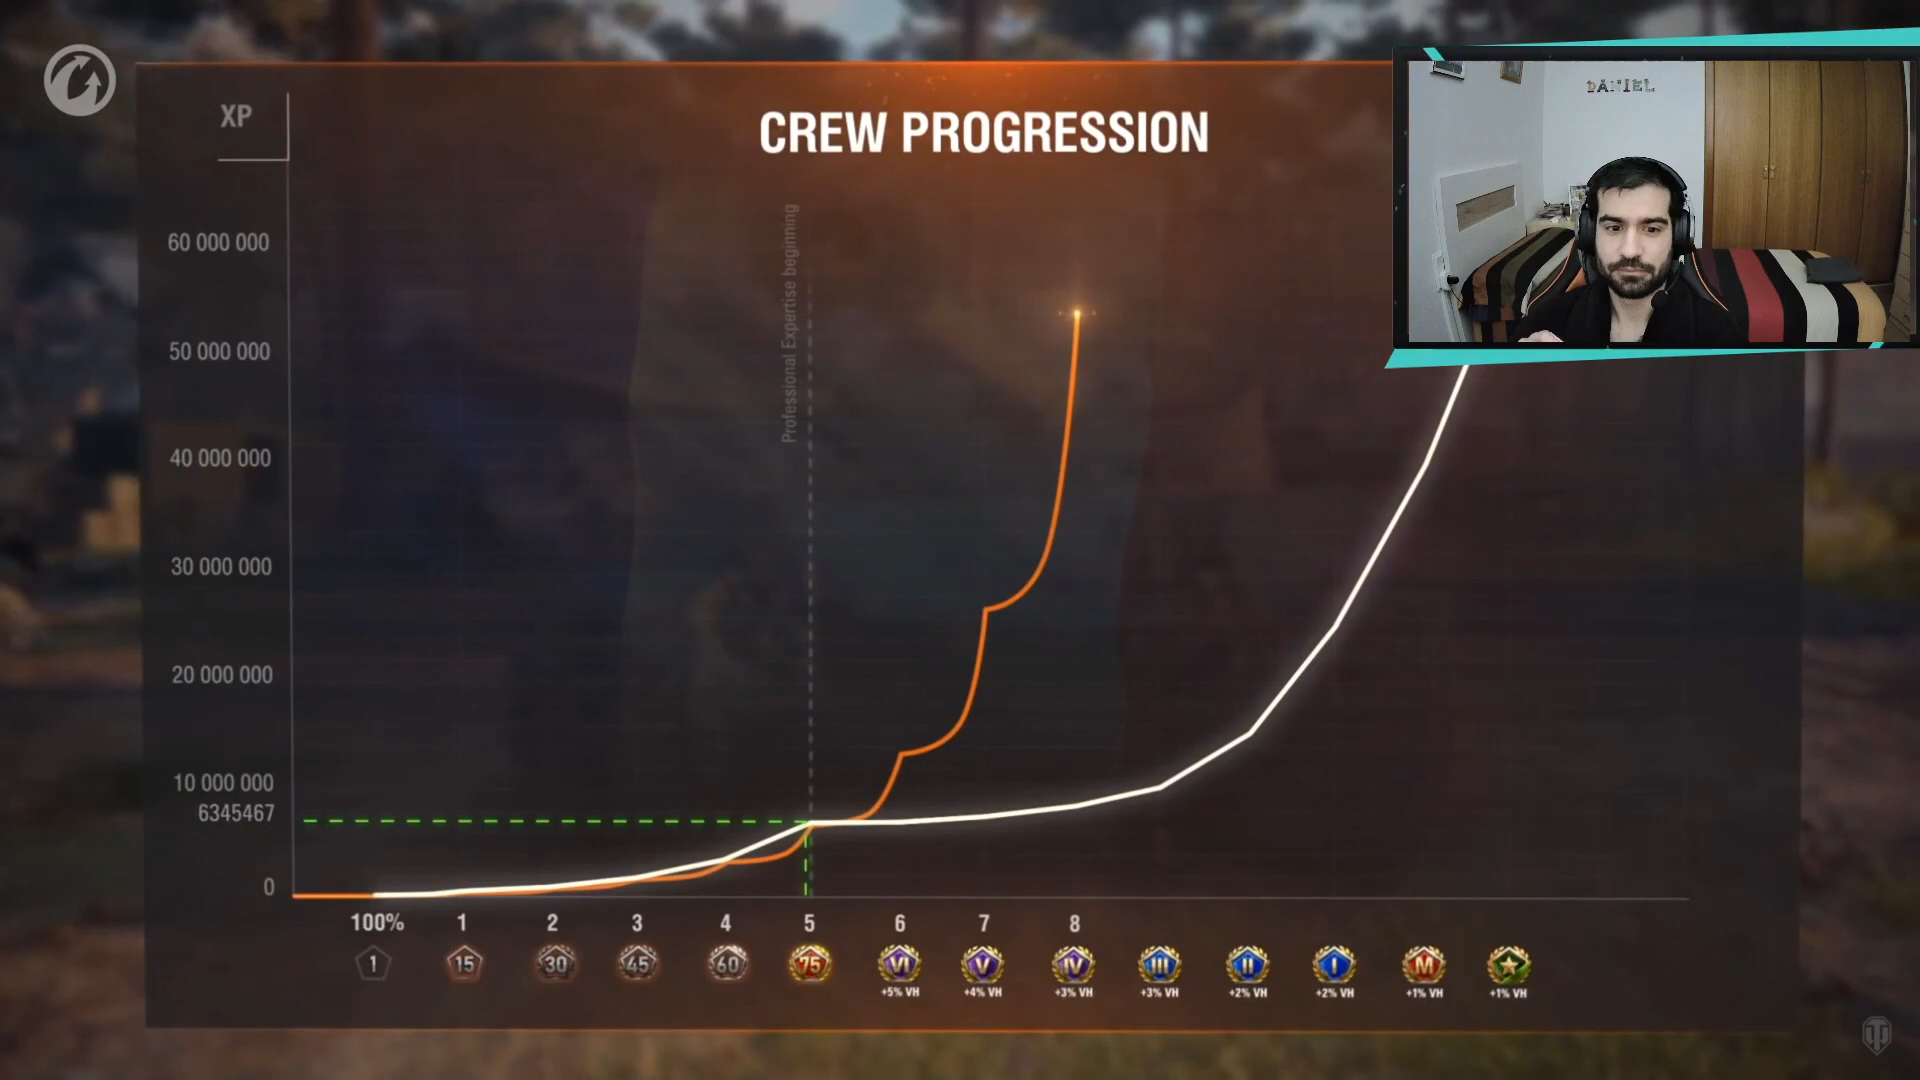 XP
CREW PROGRESSION
DANIEL
Professional Expertise beginning
60 000 000
50 000 000
40 000 000
30 000 000
20 000 000
10 000 000
6345467
0
100% 1 2 3 4 5 6 7 8
1 15 30 45 60 75 VI V IV III II I M
+5% VH +4% VH +3% VH +3% VH +2% VH +2% VH +1% VH +1% VH